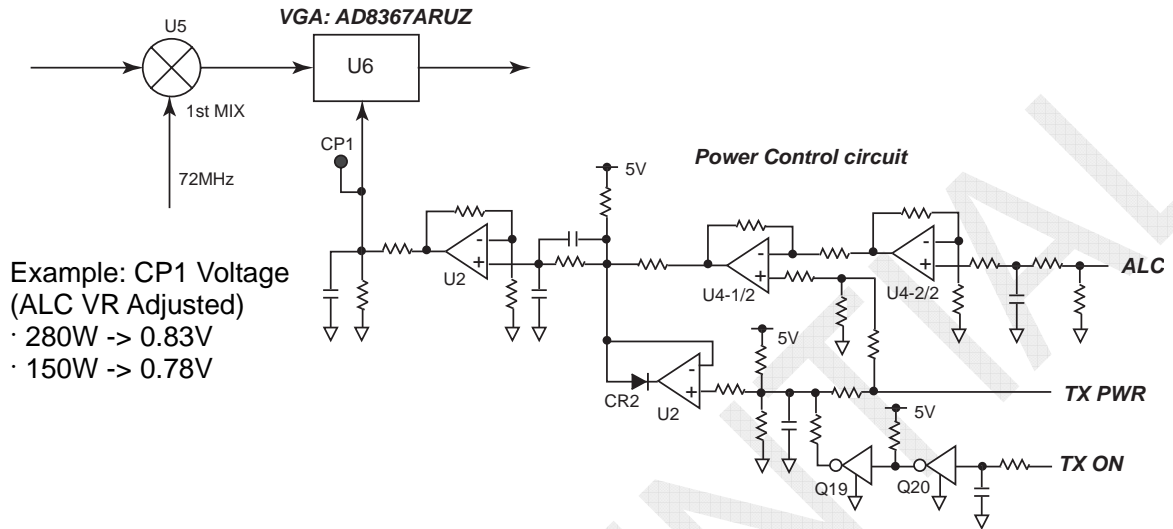 VGA: AD8367ARUZ
U5
U6
1st MIX
CP1
72MHz
5V
Power Control circuit
Example: CP1 Voltage
(ALC VR Adjusted)
· 280W -> 0.83V
· 150W -> 0.78V
-
+
U2
-
+
U4-1/2
-
+
U4-2/2
ALC
5V
-
+
CR2
U2
TX PWR
5V
TX ON
Q19
Q20